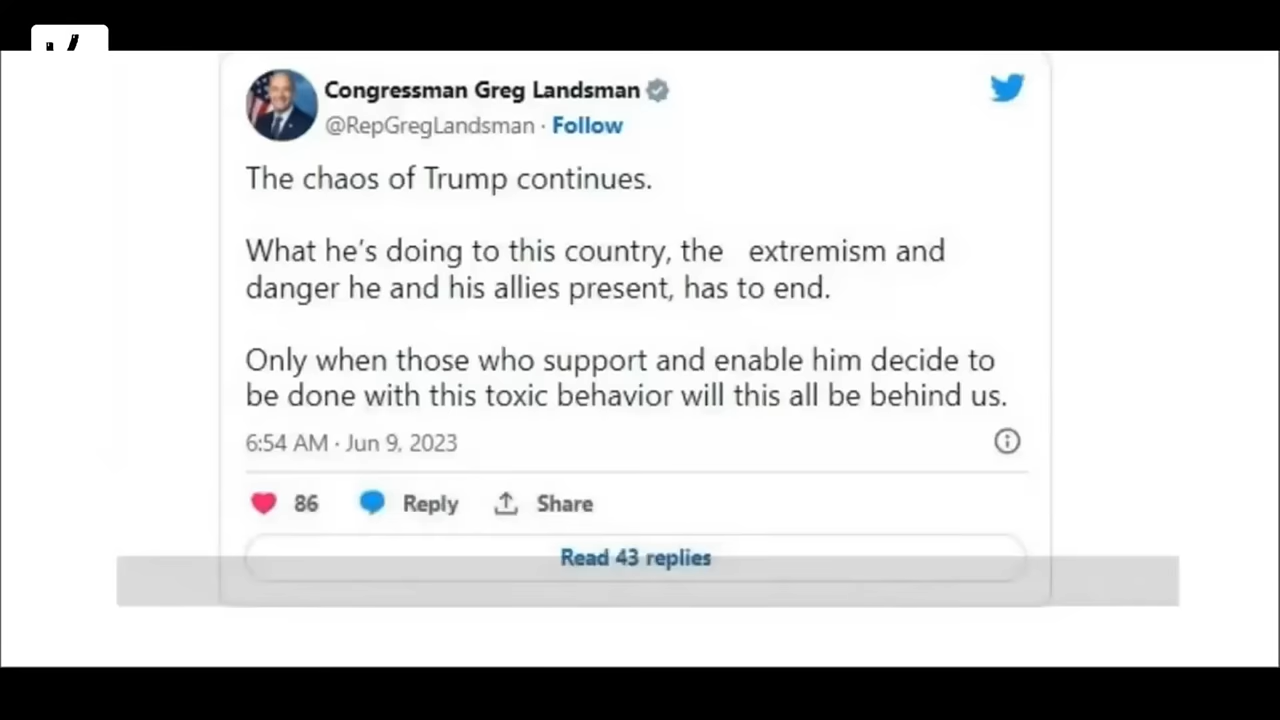 Congressman Greg Landsman
@RepGregLandsman · Follow
The chaos of Trump continues.
What he's doing to this country, the extremism and
danger he and his allies present, has to end.
Only when those who support and enable him decide to
be done with this toxic behavior will this all be behind us.
6:54 AM · Jun 9, 2023
86 Reply Share
Read 43 replies